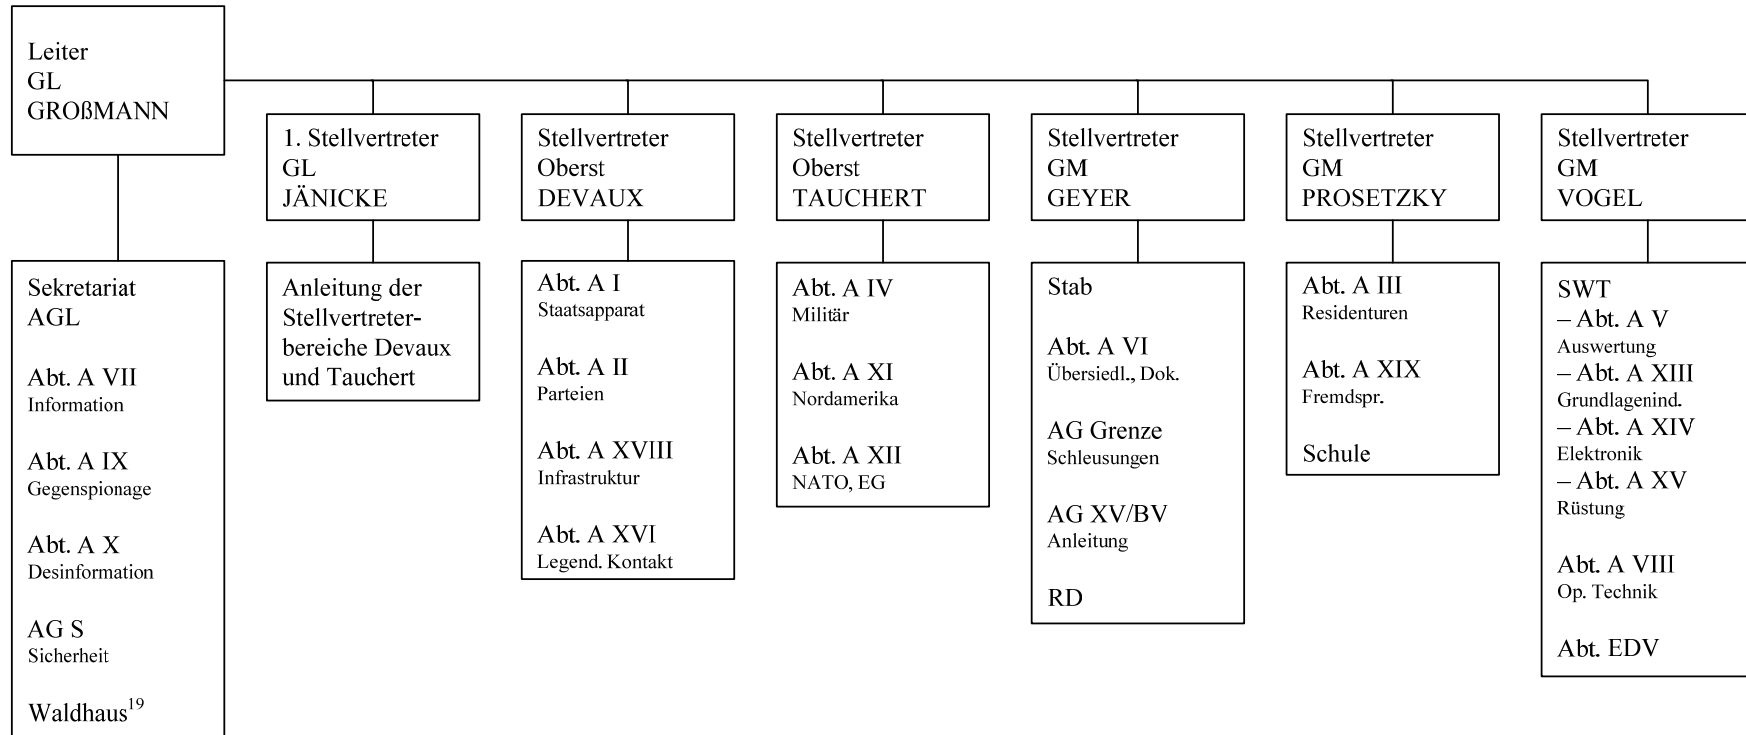 Leiter
GL
GROßMANN
1. Stellvertreter
GL
JÄNICKE
Stellvertreter
Oberst
DEVAUX
Stellvertreter
Oberst
TAUCHERT
Stellvertreter
GM
GEYER
Stellvertreter
GM
PROSETZKY
Stellvertreter
GM
VOGEL
Sekretariat
AGL
Abt. A VII
Information
Abt. A IX
Gegenspionage
Abt. A X
Desinformation
AG S
Sicherheit
Waldhaus19
Anleitung der
Stellvertreter-
bereiche Devaux
und Tauchert
Abt. A I
Staatsapparat
Abt. A II
Parteien
Abt. A XVIII
Infrastruktur
Abt. A XVI
Legend. Kontakt
Abt. A IV
Militär
Abt. A XI
Nordamerika
Abt. A XII
NATO, EG
Stab
Abt. A VI
Übersiedl., Dok.
AG Grenze
Schleusungen
AG XV/BV
Anleitung
RD
Abt. A III
Residenturen
Abt. A XIX
Fremdspr.
Schule
SWT
– Abt. A V
Auswertung
– Abt. A XIII
Grundlagenind.
– Abt. A XIV
Elektronik
– Abt. A XV
Rüstung
Abt. A VIII
Op. Technik
Abt. EDV